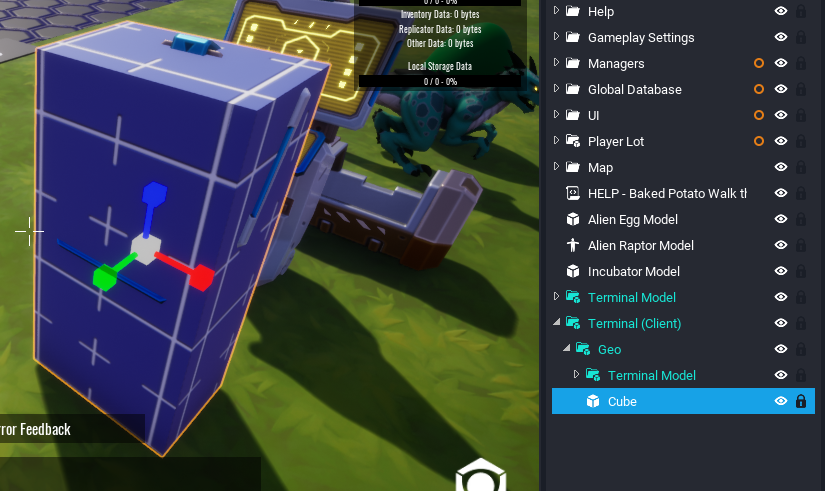 0 / 0 - 0%
Inventory Data: 0 bytes
Replicator Data: 0 bytes
Other Data: 0 bytes
Local Storage Data
0 / 0 - 0%
ror Feedback
Help
Gameplay Settings
Managers
Global Database
UI
Player Lot
Map
HELP - Baked Potato Walk th
Alien Egg Model
Alien Raptor Model
Incubator Model
Terminal Model
Terminal (Client)
Geo
Terminal Model
Cube